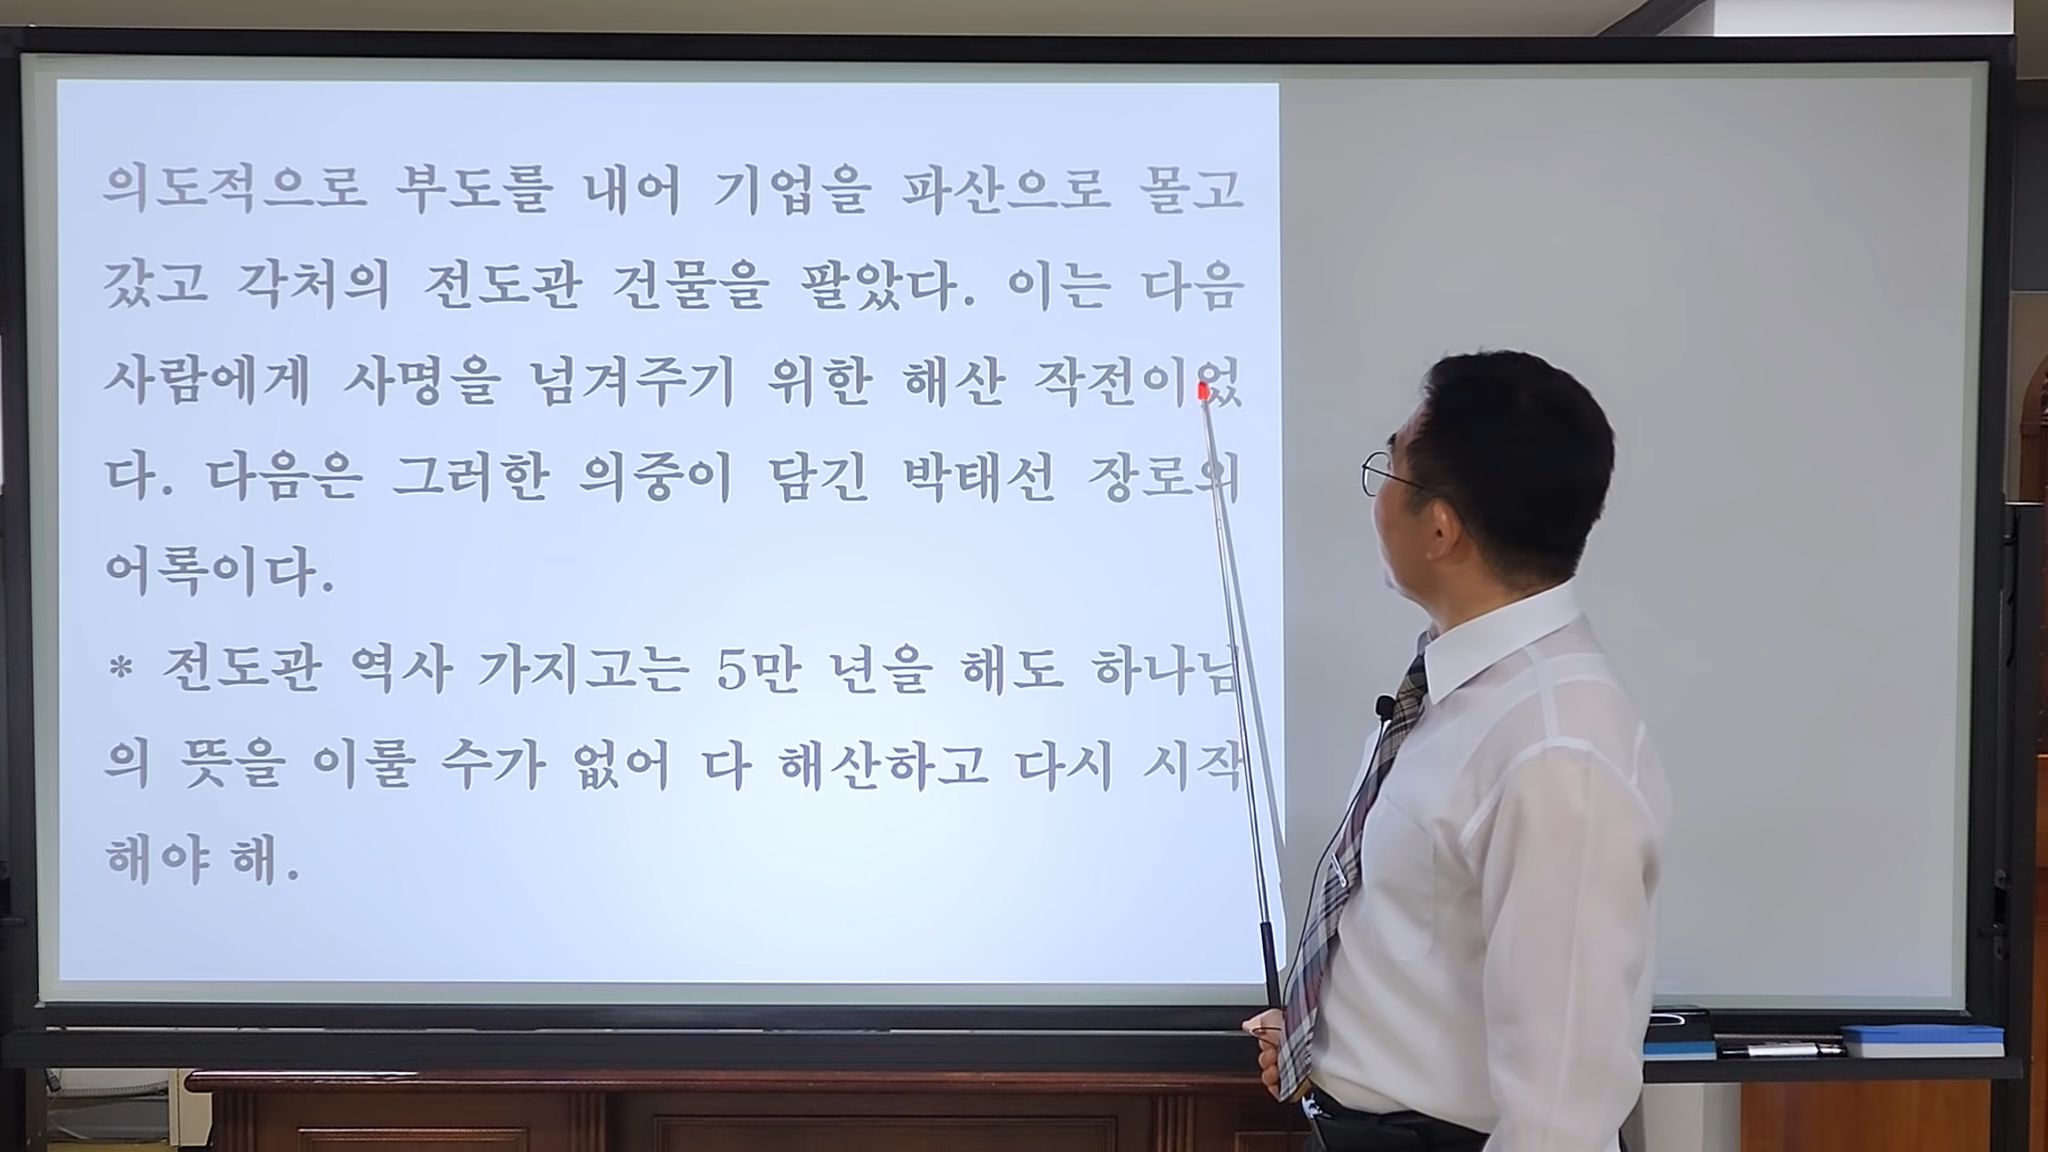 의도적으로 부도를 내어 기업을 파산으로 몰고
갔고 각처의 전도관 건물을 팔았다. 이는 다음
사람에게 사명을 넘겨주기 위한 해산 작전이었
다. 다음은 그러한 의중이 담긴 박태선 장로의
어록이다.
* 전도관 역사 가지고는 5만 년을 해도 하나님
의 뜻을 이룰 수가 없어 다 해산하고 다시 시작
해야 해.